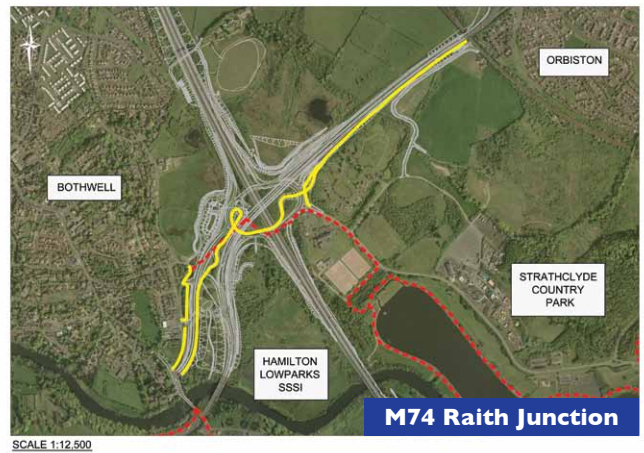 ORBISTON
BOTHWELL
STRATHCLYDE
COUNTRY
PARK
HAMILTON
LOWPARKS
SSSI
M74 Raith Junction
SCALE 1:12,500